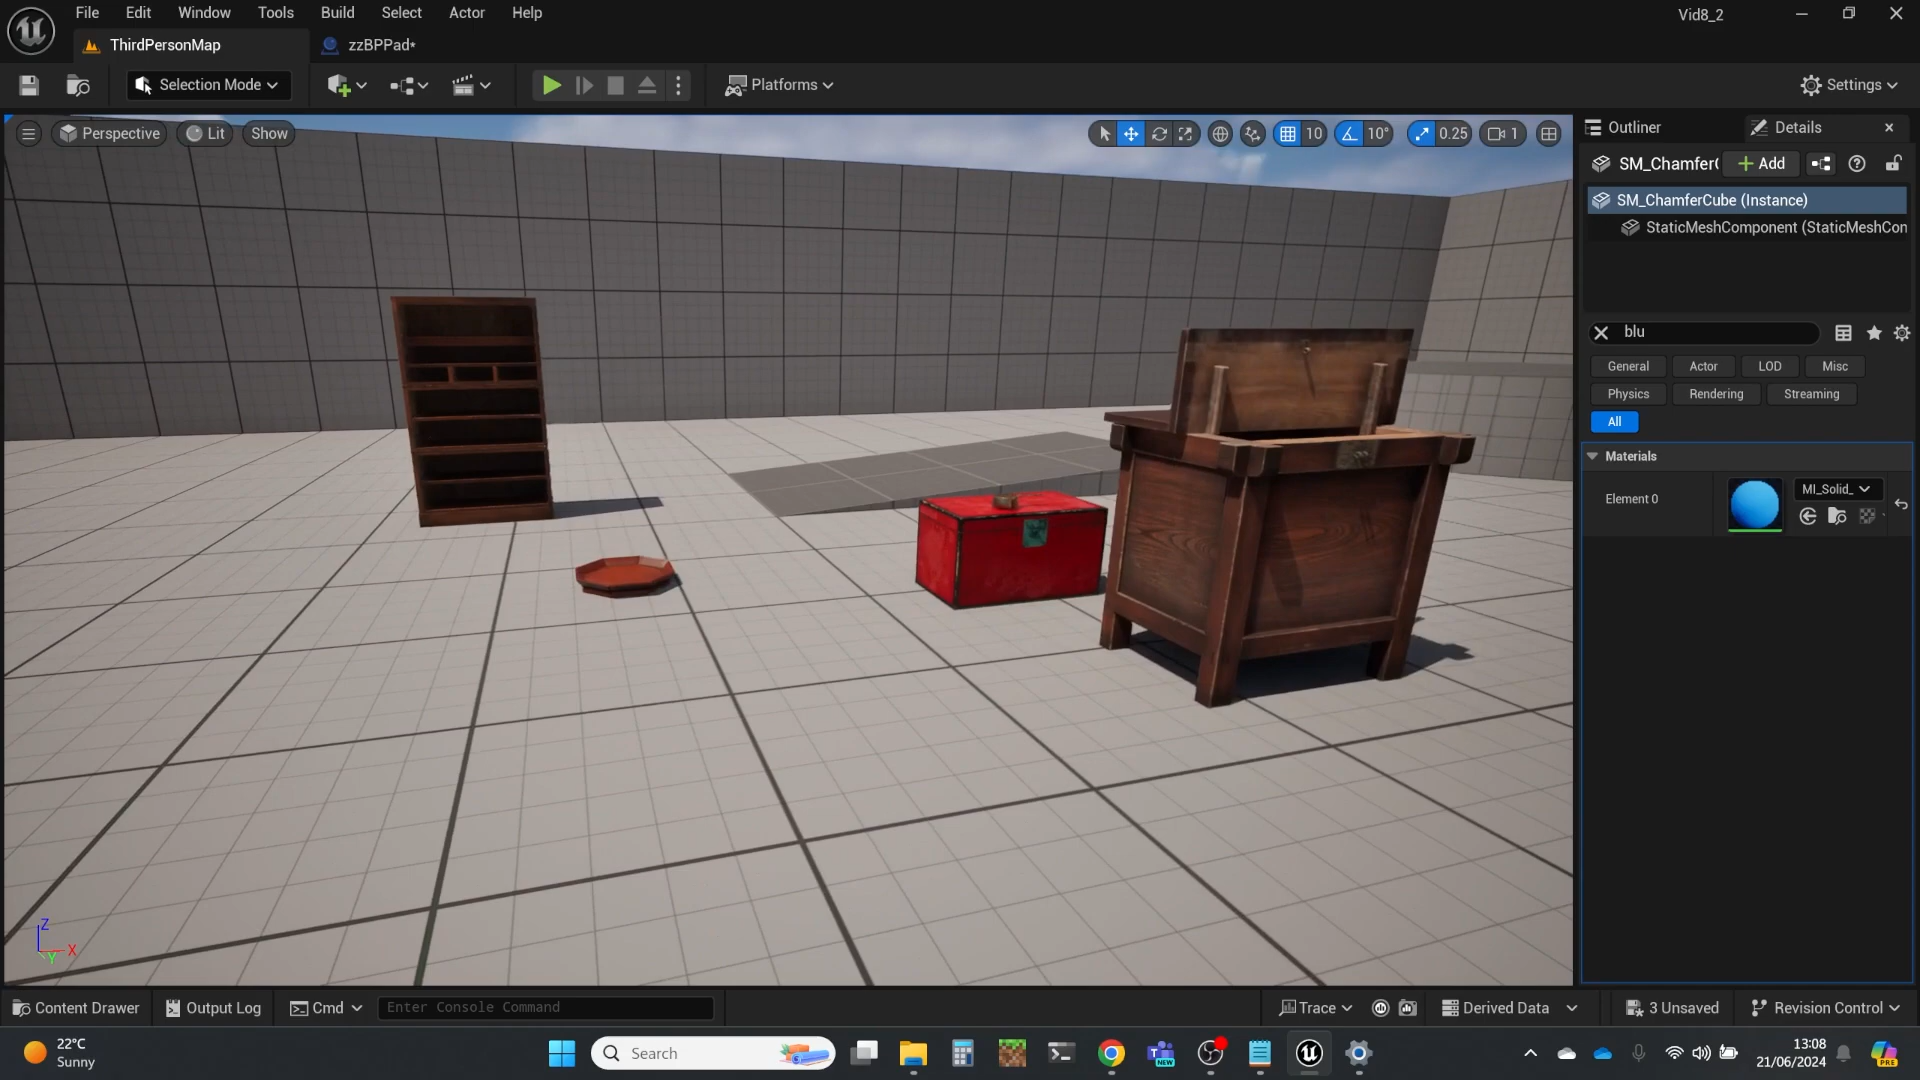 File Edit Window Tools Build Select Actor Help
Vid8_2
ThirdPersonMap
zzBPPad*
Selection Mode
Platforms
Settings
Perspective
Lit
Show
10
10°
0.25
1
Outliner
Details
SM_Chamfer
Add
SM_ChamferCube (Instance)
StaticMeshComponent (StaticMeshCon
blu
General
Actor
LOD
Misc
Physics
Rendering
Streaming
All
Materials
Element 0
MI_Solid_
Z
X
Y
Content Drawer
Output Log
Cmd
Enter Console Command
Trace
Derived Data
3 Unsaved
Revision Control
22°C
Sunny
Search
NEW
13:08
21/06/2024
PRE